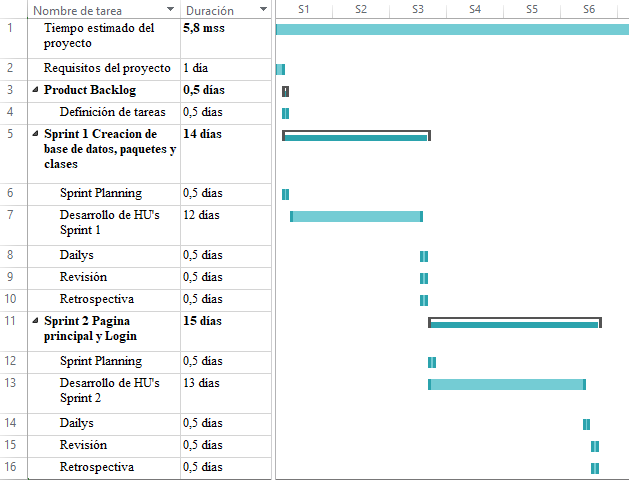 Nombre de tarea Duración S1 S2 S3 S4 S5 S6
1 Tiempo estimado del 5,8 mss
proyecto
2 Requisitos del proyecto 1 día
3 Product Backlog 0,5 días
4 Definición de tareas 0,5 días
5 Sprint 1 Creacion de 14 días
base de datos, paquetes y
clases
6 Sprint Planning 0,5 días
7 Desarrollo de HU's 12 días
Sprint 1
8 Dailys 0,5 días
9 Revisión 0,5 días
10 Retrospectiva 0,5 días
11 Sprint 2 Pagina 15 días
principal y Login
12 Sprint Planning 0,5 días
13 Desarrollo de HU's 13 días
Sprint 2
14 Dailys 0,5 días
15 Revisión 0,5 días
16 Retrospectiva 0,5 días